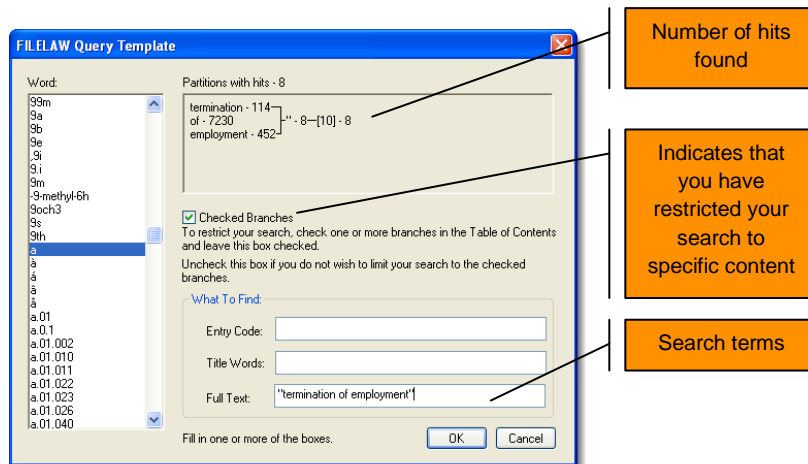 FILELAW Query Template
Word:
99m
9a
9b
9e
,9i
9.i
9m
-9-methyl-6h
9och3
9s
9th
a
à
á
â
å
a.01
a.0.1
a.01.002
a.01.010
a.01.011
a.01.022
a.01.023
a.01.026
a.01.040
Partitions with hits - 8
termination - 114
of - 7230
employment - 452
" - 8
[10] - 8
Checked Branches
To restrict your search, check one or more branches in the Table of Contents
and leave this box checked.
Uncheck this box if you do not wish to limit your search to the checked
branches.
What To Find:
Entry Code:
Title Words:
Full Text:
"termination of employment"
Fill in one or more of the boxes.
OK
Cancel
Number of hits
found
Indicates that
you have
restricted your
search to
specific content
Search terms